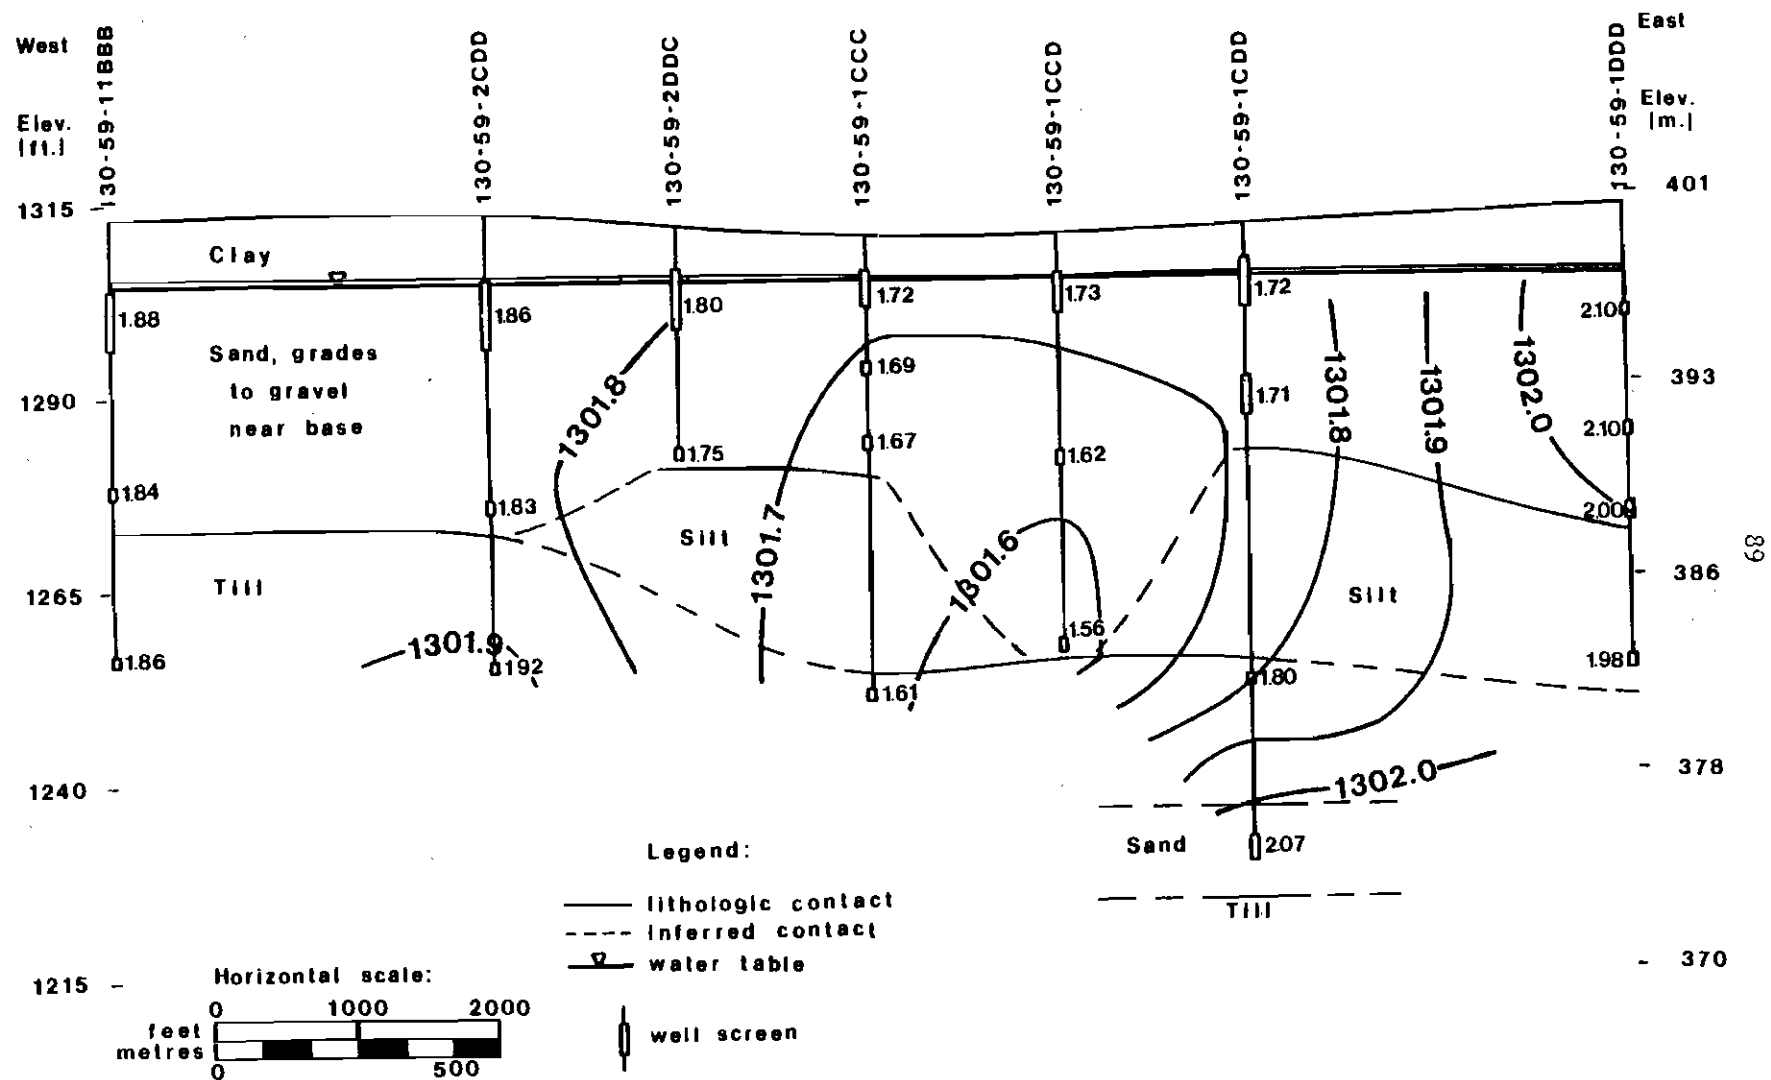 West
East
Elev.
[ft.]
Elev.
[m.]
130-59-11BBB
130-59-2CDD
130-59-2DDC
130-59-1CCC
130-59-1CCD
130-59-1CDD
130-59-1DDD
1315
1290
1265
1240
1215
401
393
386
378
370
Clay
Sand, grades
to gravel
near base
Till
Silt
Silt
Sand
Till
1.88
1.84
1.86
1.86
1.83
1.92
1.80
1.75
1.72
1.69
1.67
1.61
1.73
1.62
1.56
1.72
1.71
1.80
2.07
2.10
2.10
2.00
1.98
1301.9
1301.8
1301.7
1301.6
1301.8
1301.9
1302.0
1302.0
89
Legend:
lithologic contact
inferred contact
water table
well screen
Horizontal scale:
0 1000 2000
feet
metres
0 500